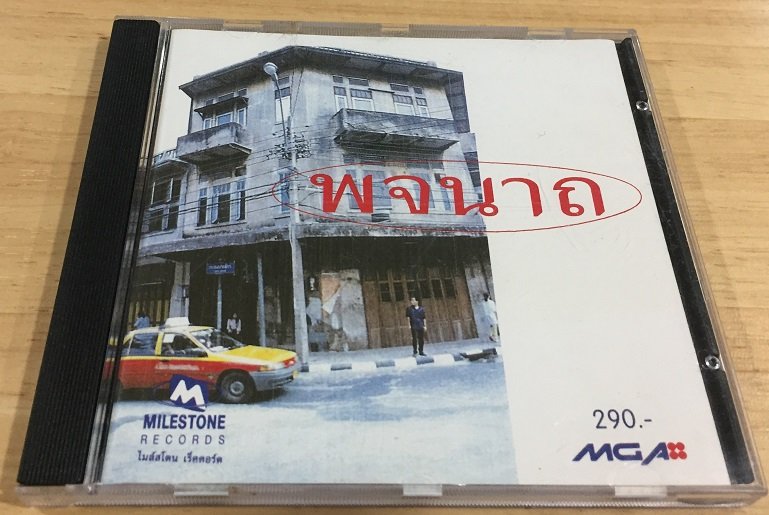 พจนาถ
M
MILESTONE
RECORDS
ไมล์สโตน เร็คคอร์ด
290.-
MGA